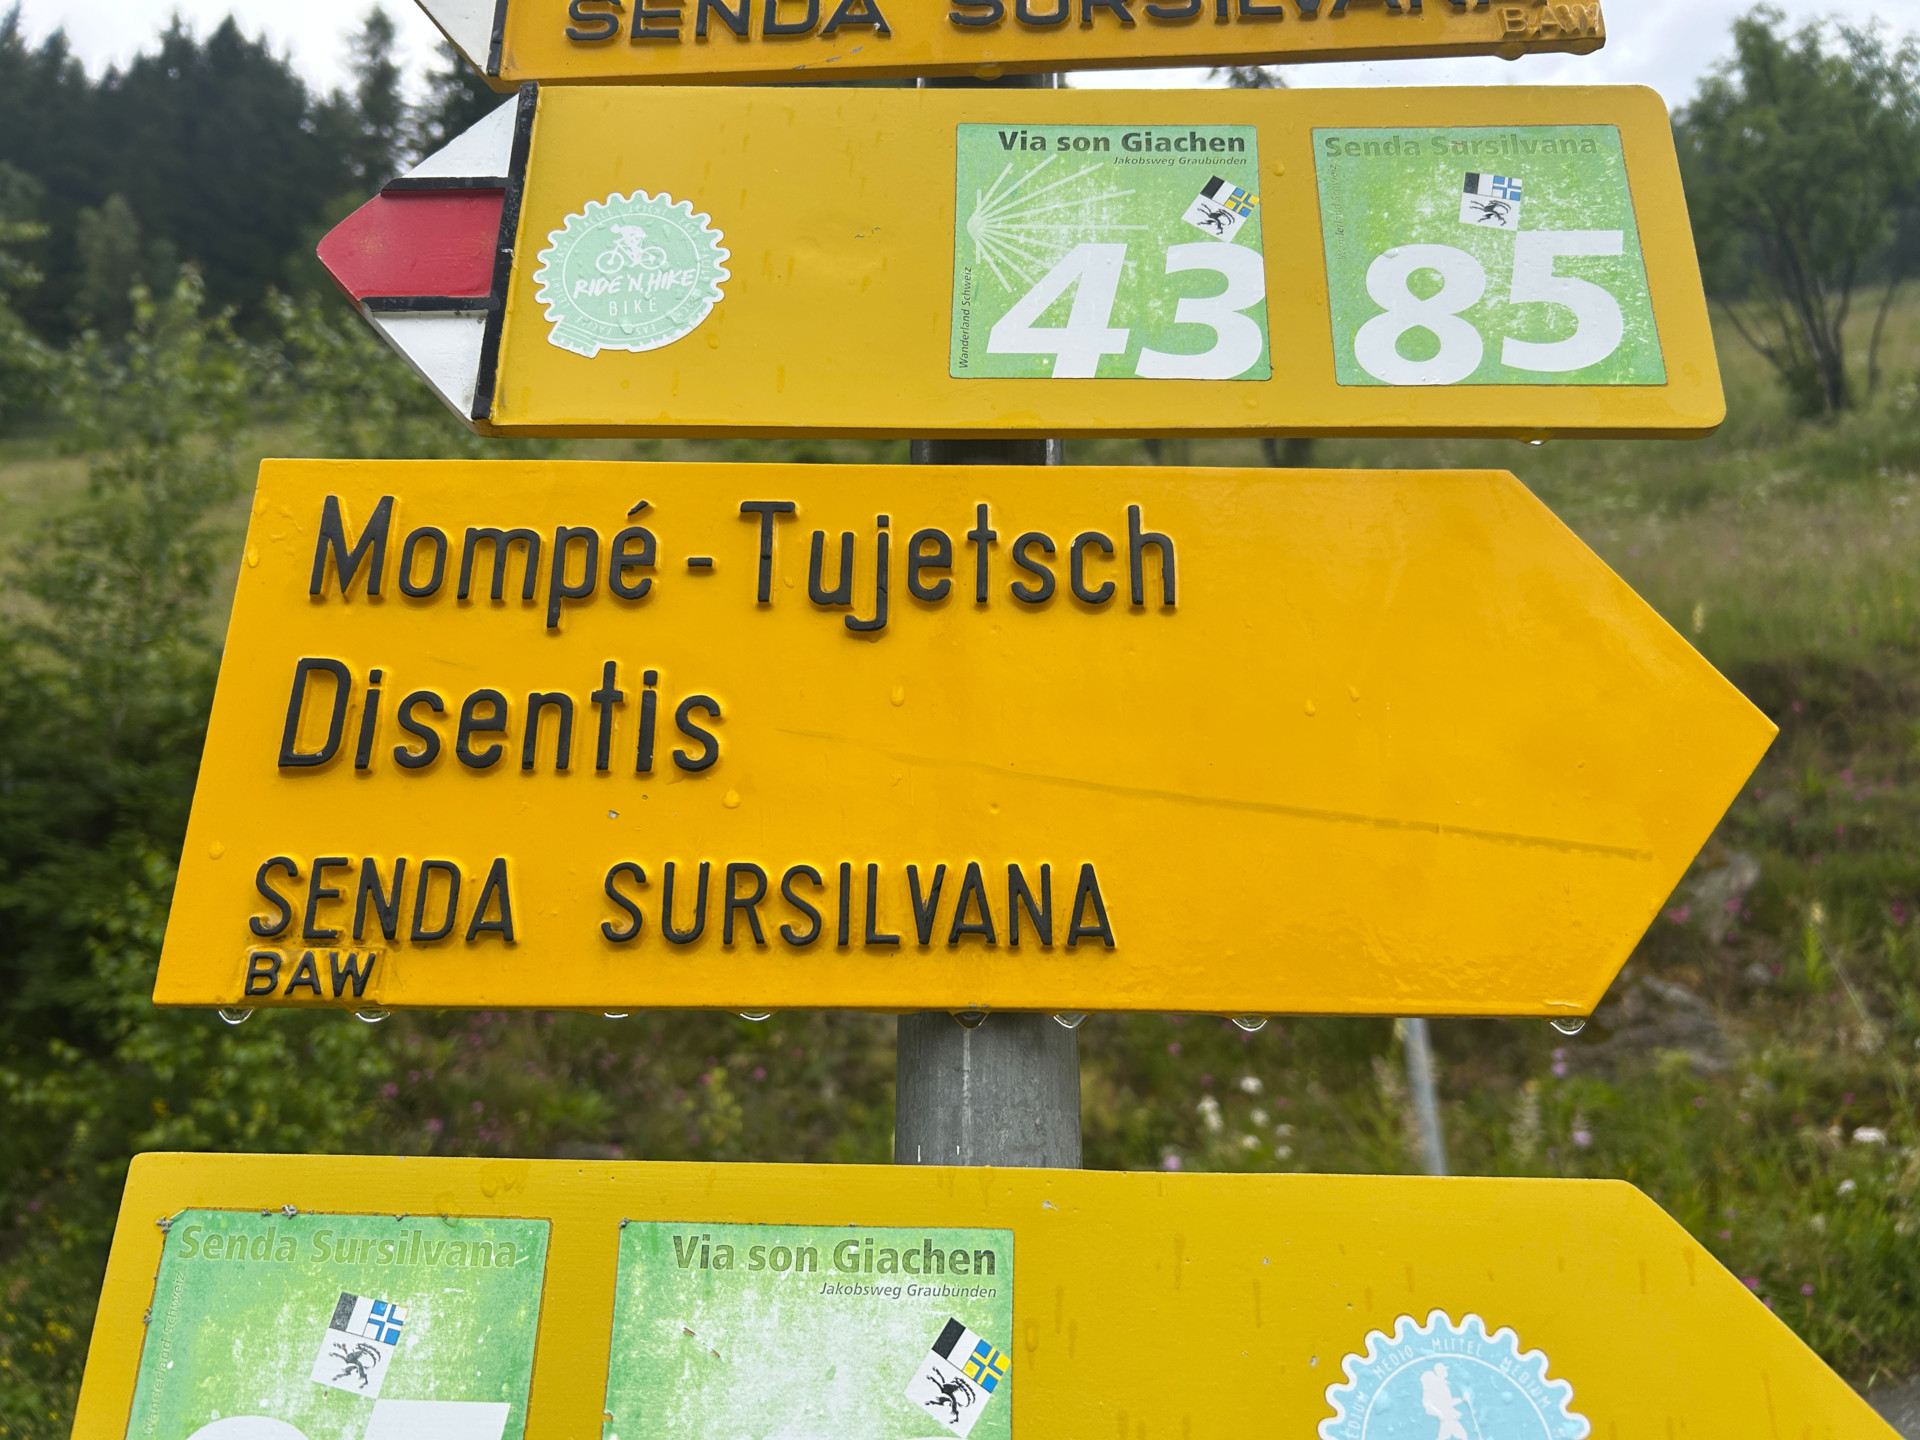 SENDA SURSILVANA
BAW
RIDE'N HIKE
BIKE
Via son Giachen
Jakobsweg Graubünden
Wanderland Schweiz
43
Senda Sursilvana
85
Mompé-Tujetsch
Disentis
SENDA SURSILVANA
BAW
Senda Sursilvana
Via son Giachen
Jakobsweg Graubünden
MEDIO MITTEL MEDIUM